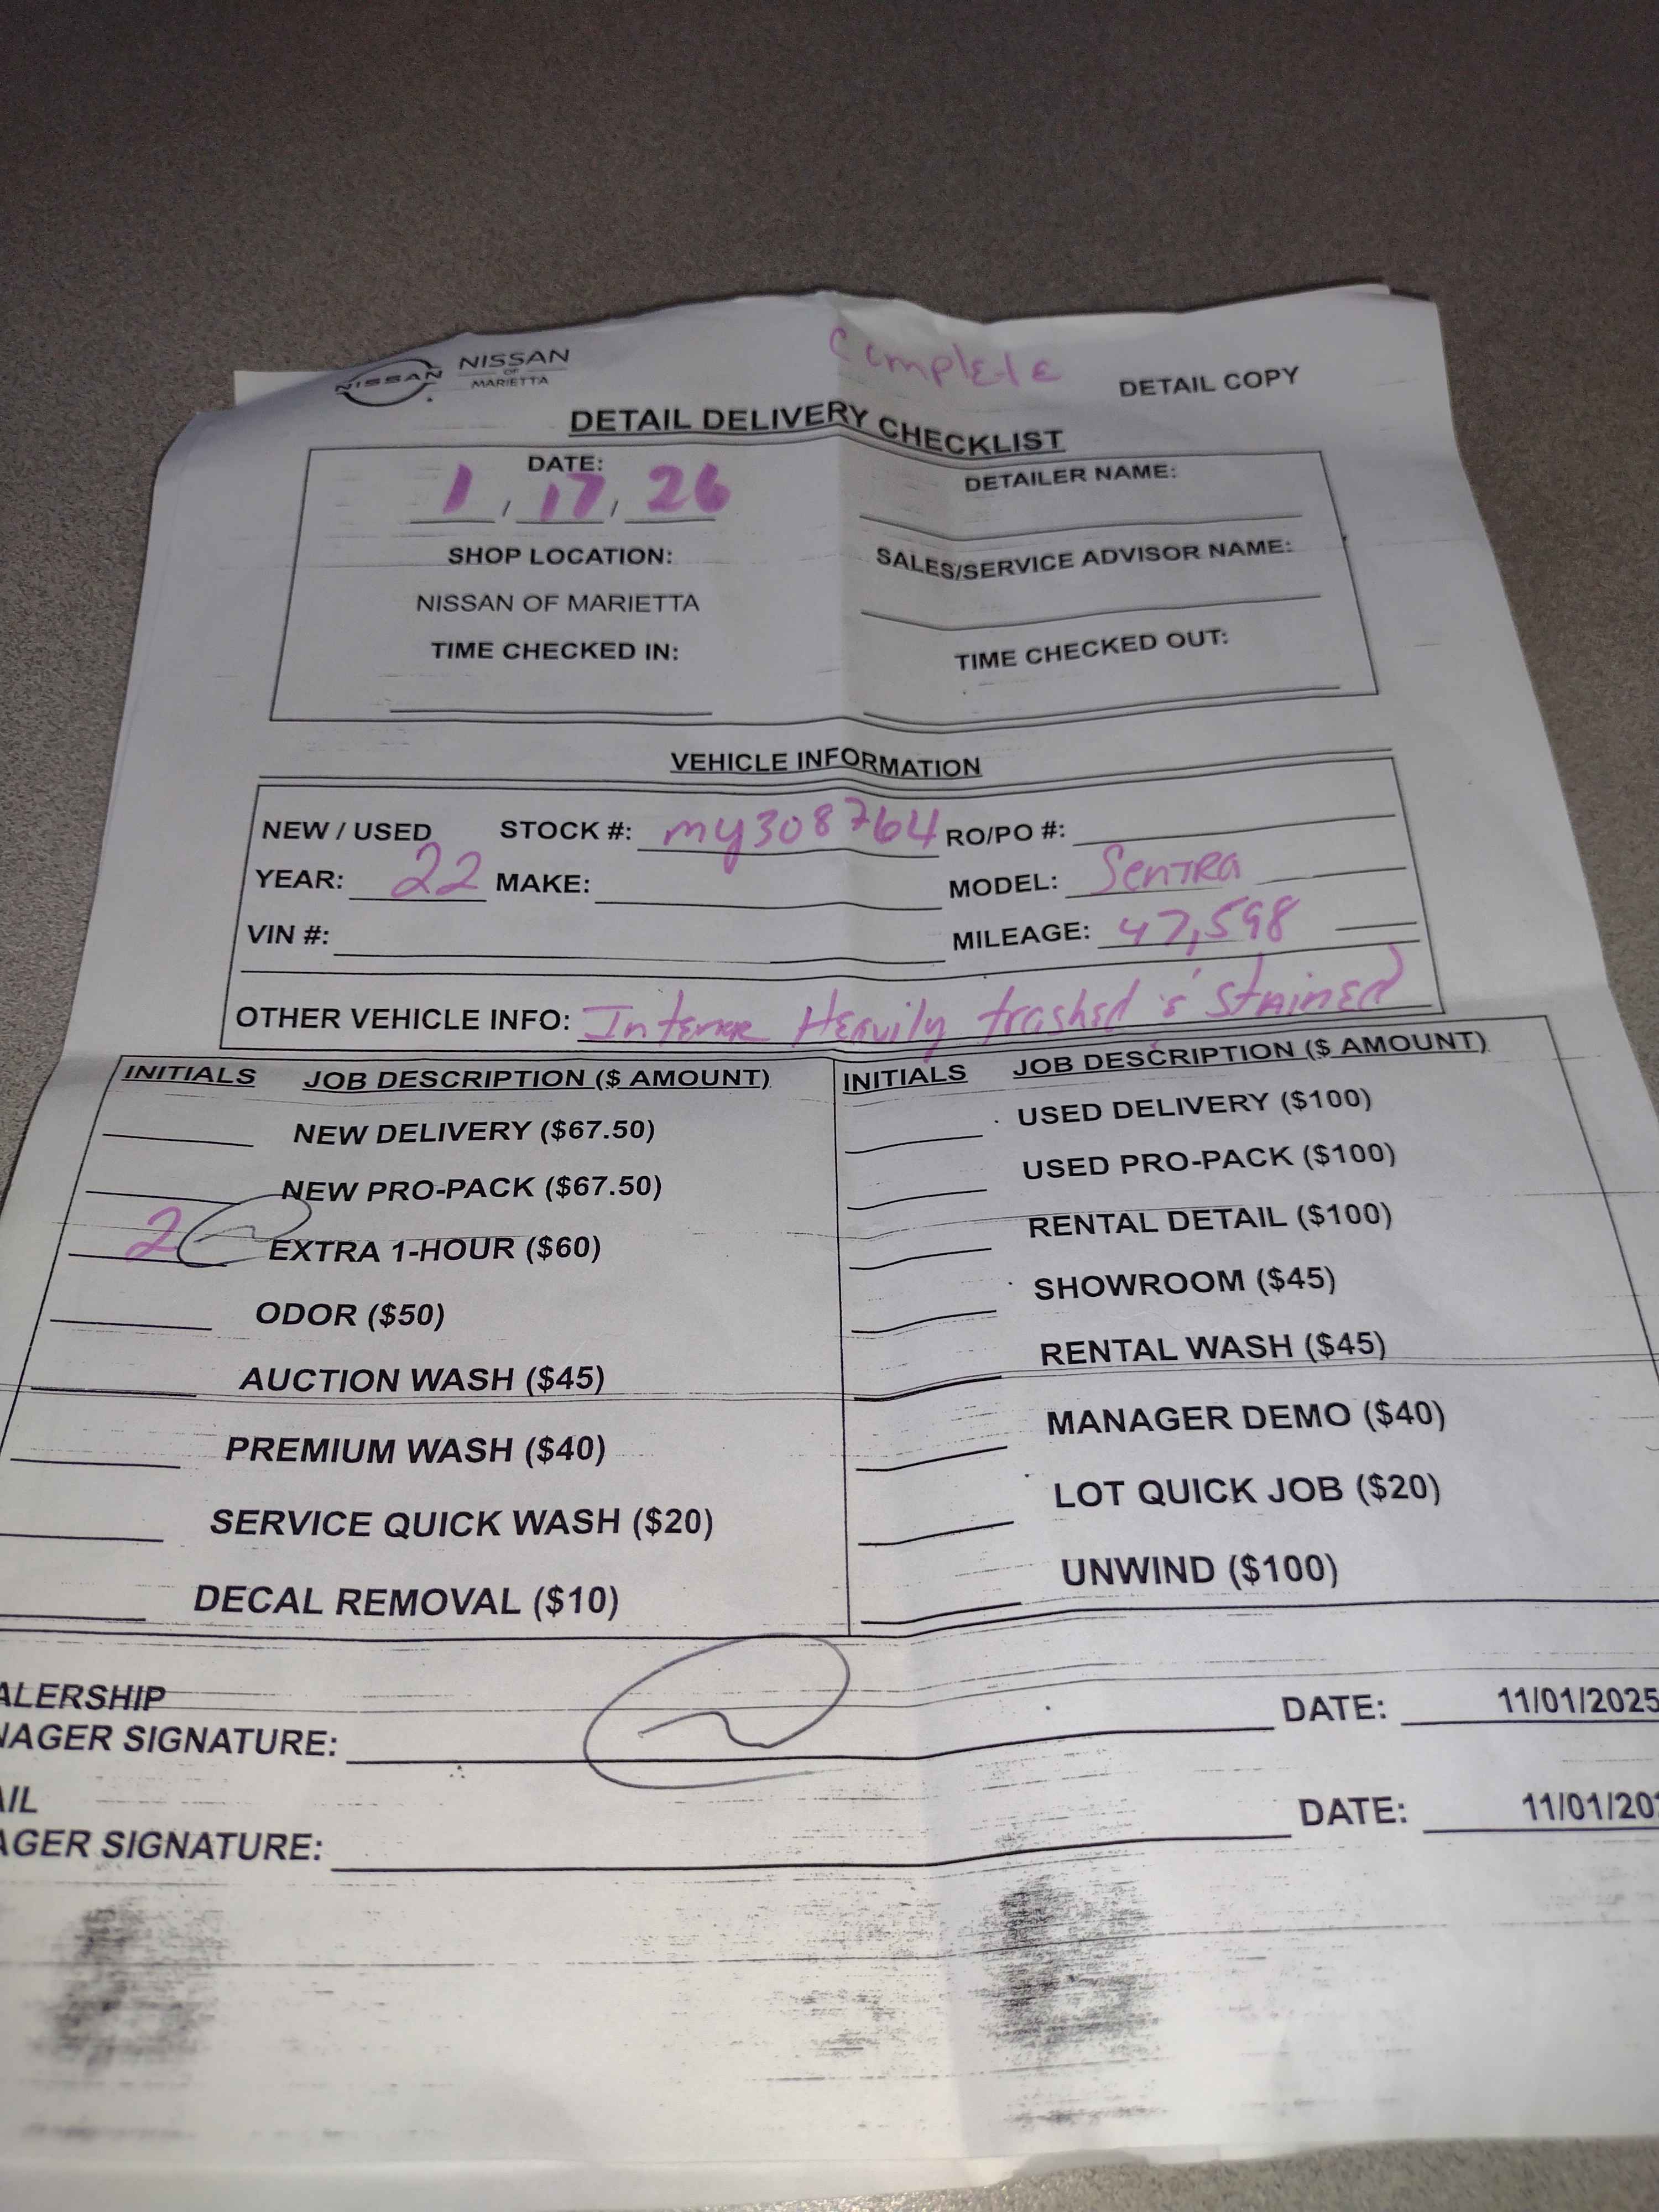 Complete
NISSAN NISSAN OF MARIETTA DETAIL COPY
DETAIL DELIVERY CHECKLIST
DATE: DETAILER NAME:
1 , 17 , 26
SHOP LOCATION: SALES/SERVICE ADVISOR NAME:
NISSAN OF MARIETTA
TIME CHECKED IN: TIME CHECKED OUT:
VEHICLE INFORMATION
NEW / USED STOCK #: my308764 RO/PO #:
YEAR: 22 MAKE: MODEL: SENTRA
VIN #: MILEAGE: 47,598
OTHER VEHICLE INFO: Interior Heavily trashed & Stained
INITIALS JOB DESCRIPTION ($ AMOUNT) INITIALS JOB DESCRIPTION ($ AMOUNT)
NEW DELIVERY ($67.50) USED DELIVERY ($100)
NEW PRO-PACK ($67.50) USED PRO-PACK ($100)
2 EXTRA 1-HOUR ($60) RENTAL DETAIL ($100)
ODOR ($50) SHOWROOM ($45)
AUCTION WASH ($45) RENTAL WASH ($45)
PREMIUM WASH ($40) MANAGER DEMO ($40)
SERVICE QUICK WASH ($20) LOT QUICK JOB ($20)
DECAL REMOVAL ($10) UNWIND ($100)
ALERSHIP
NAGER SIGNATURE: DATE: 11/01/2025
AIL
AGER SIGNATURE: DATE: 11/01/202